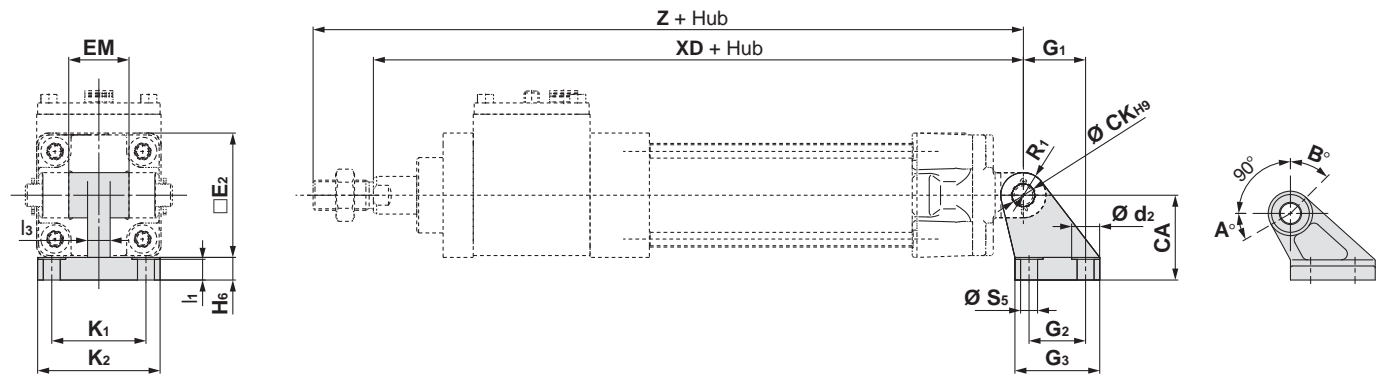 Z + Hub
XD + Hub
G1
EM
Ø CKH9
R1
B°
90°
A°
□E2
l3
Ø d2
CA
l1
H6
Ø S5
K1
G2
K2
G3